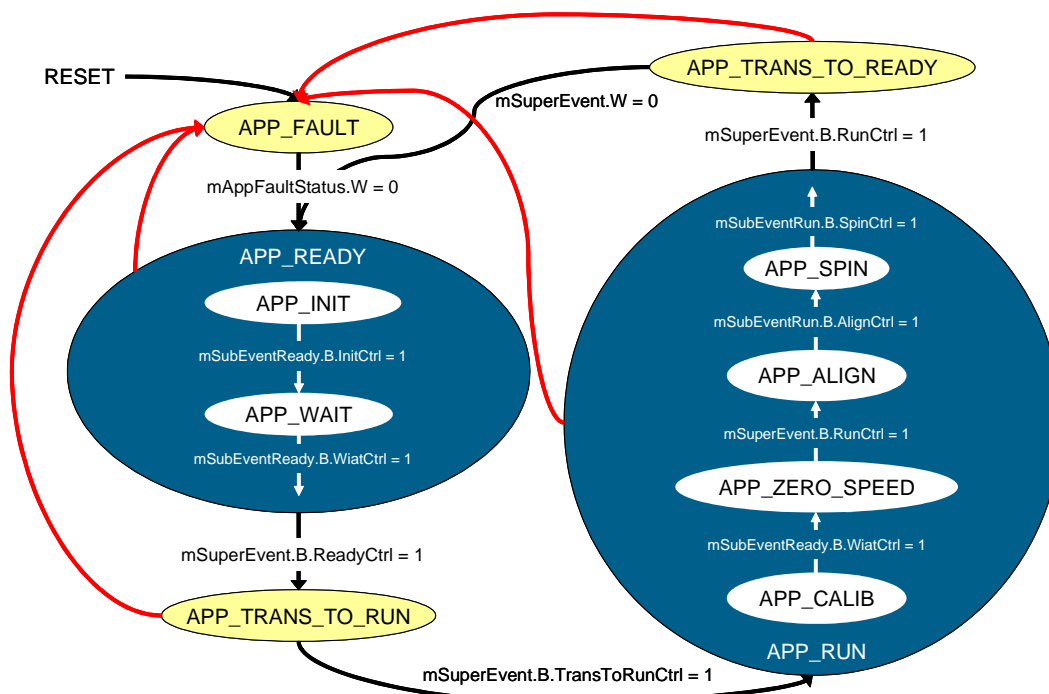 RESET
APP_TRANS_TO_READY
mSuperEvent.W = 0
APP_FAULT
mSuperEvent.B.RunCtrl = 1
mAppFaultStatus.W = 0
APP_READY
APP_INIT
mSubEventReady.B.InitCtrl = 1
APP_WAIT
mSubEventReady.B.WiatCtrl = 1
mSuperEvent.B.ReadyCtrl = 1
APP_TRANS_TO_RUN
mSuperEvent.B.TransToRunCtrl = 1
mSubEventRun.B.SpinCtrl = 1
APP_SPIN
mSubEventRun.B.AlignCtrl = 1
APP_ALIGN
mSuperEvent.B.RunCtrl = 1
APP_ZERO_SPEED
mSubEventReady.B.WiatCtrl = 1
APP_CALIB
APP_RUN